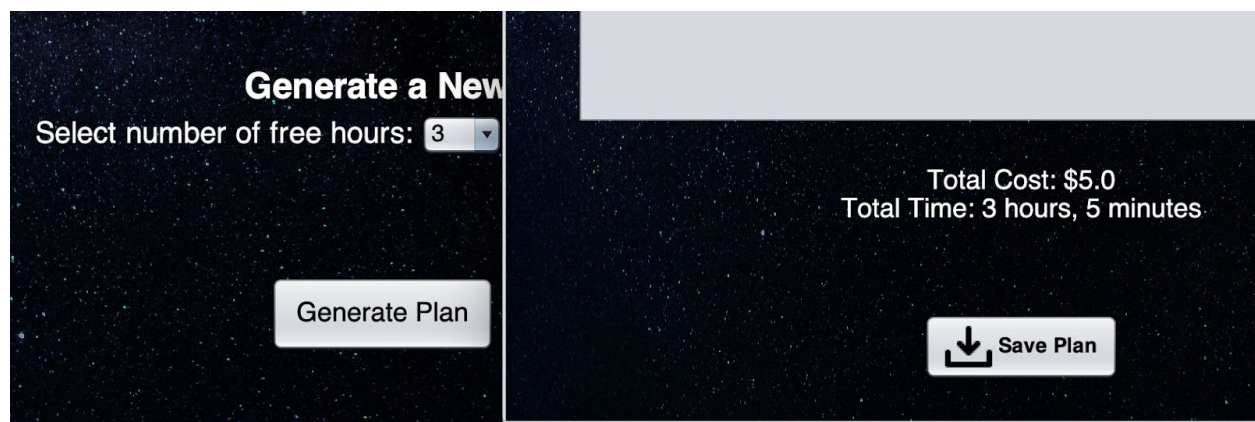 Generate a New
Select number of free hours: 3
Generate Plan
Total Cost: $5.0
Total Time: 3 hours, 5 minutes
Save Plan